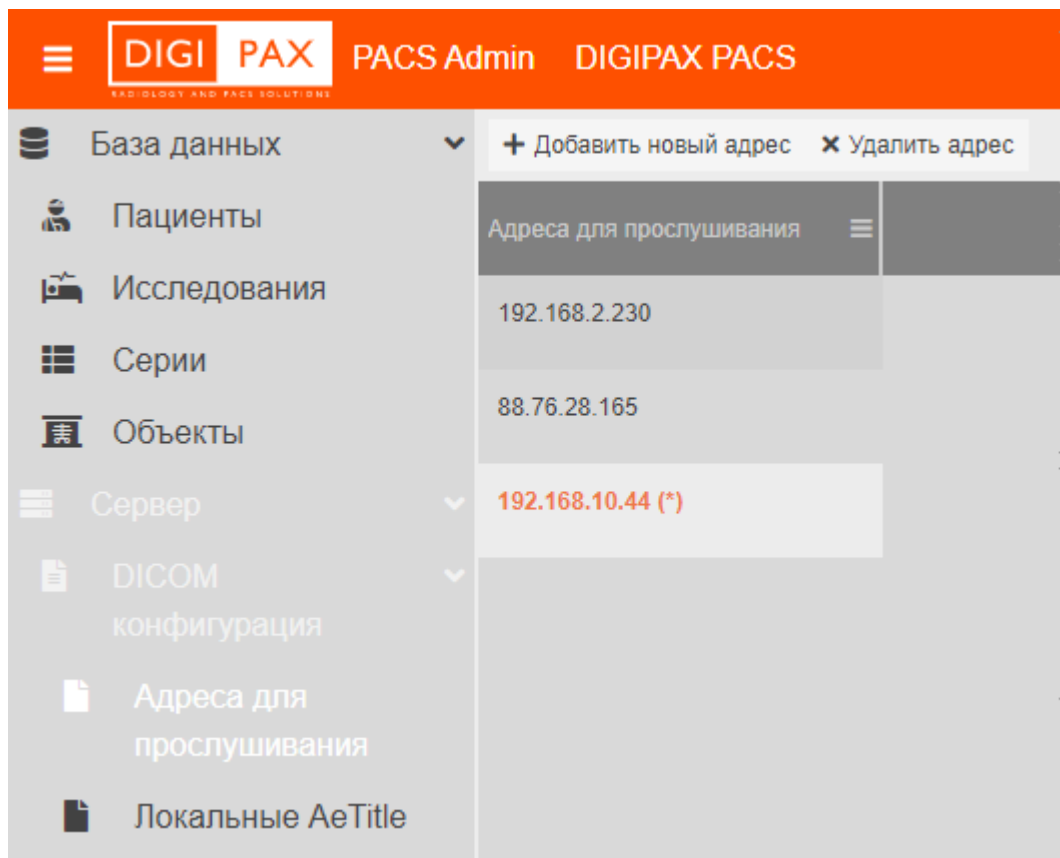 DIGI PAX PACS Admin DIGIPAX PACS
RADIOLOGY AND PACS SOLUTIONS
База данных
Пациенты
Исследования
Серии
Объекты
Сервер
DICOM
конфигурация
Адреса для
прослушивания
Локальные AeTitle
Добавить новый адрес Удалить адрес
Адреса для прослушивания
192.168.2.230
88.76.28.165
192.168.10.44 (*)